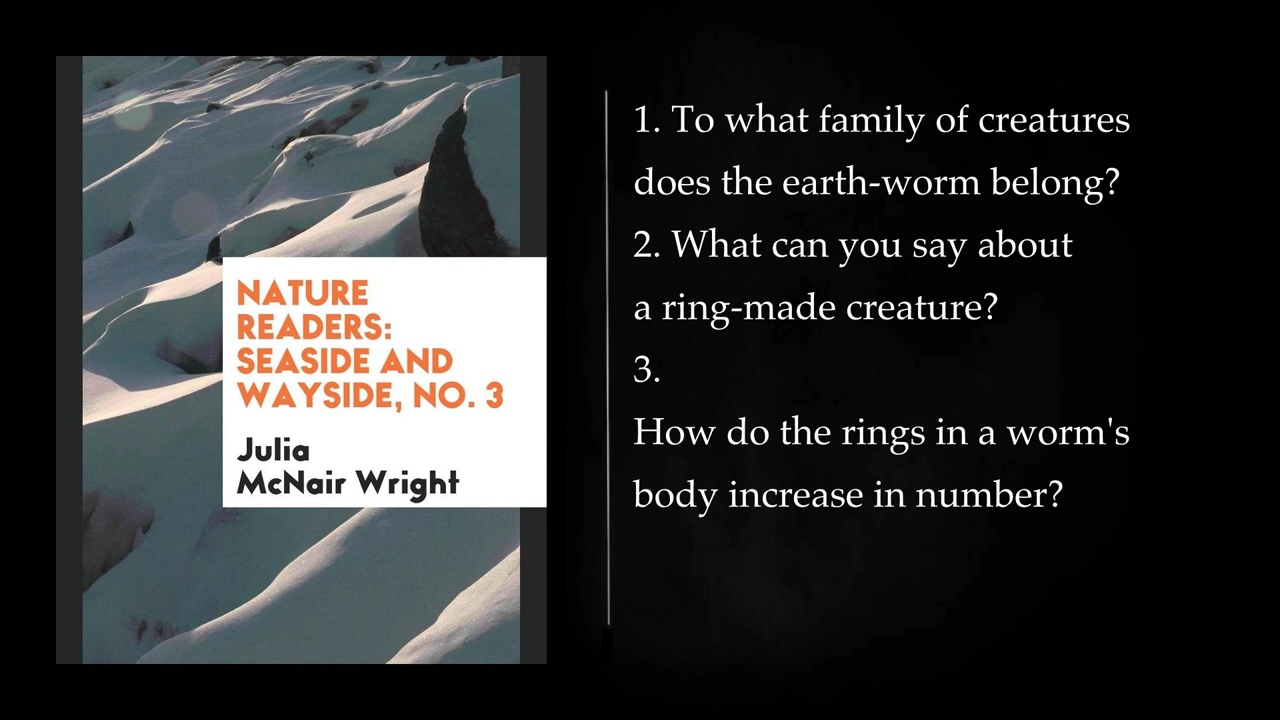 NATURE
READERS:
SEASIDE AND
WAYSIDE, NO. 3
Julia
McNair Wright
1. To what family of creatures
does the earth-worm belong?
2. What can you say about
a ring-made creature?
3.
How do the rings in a worm's
body increase in number?